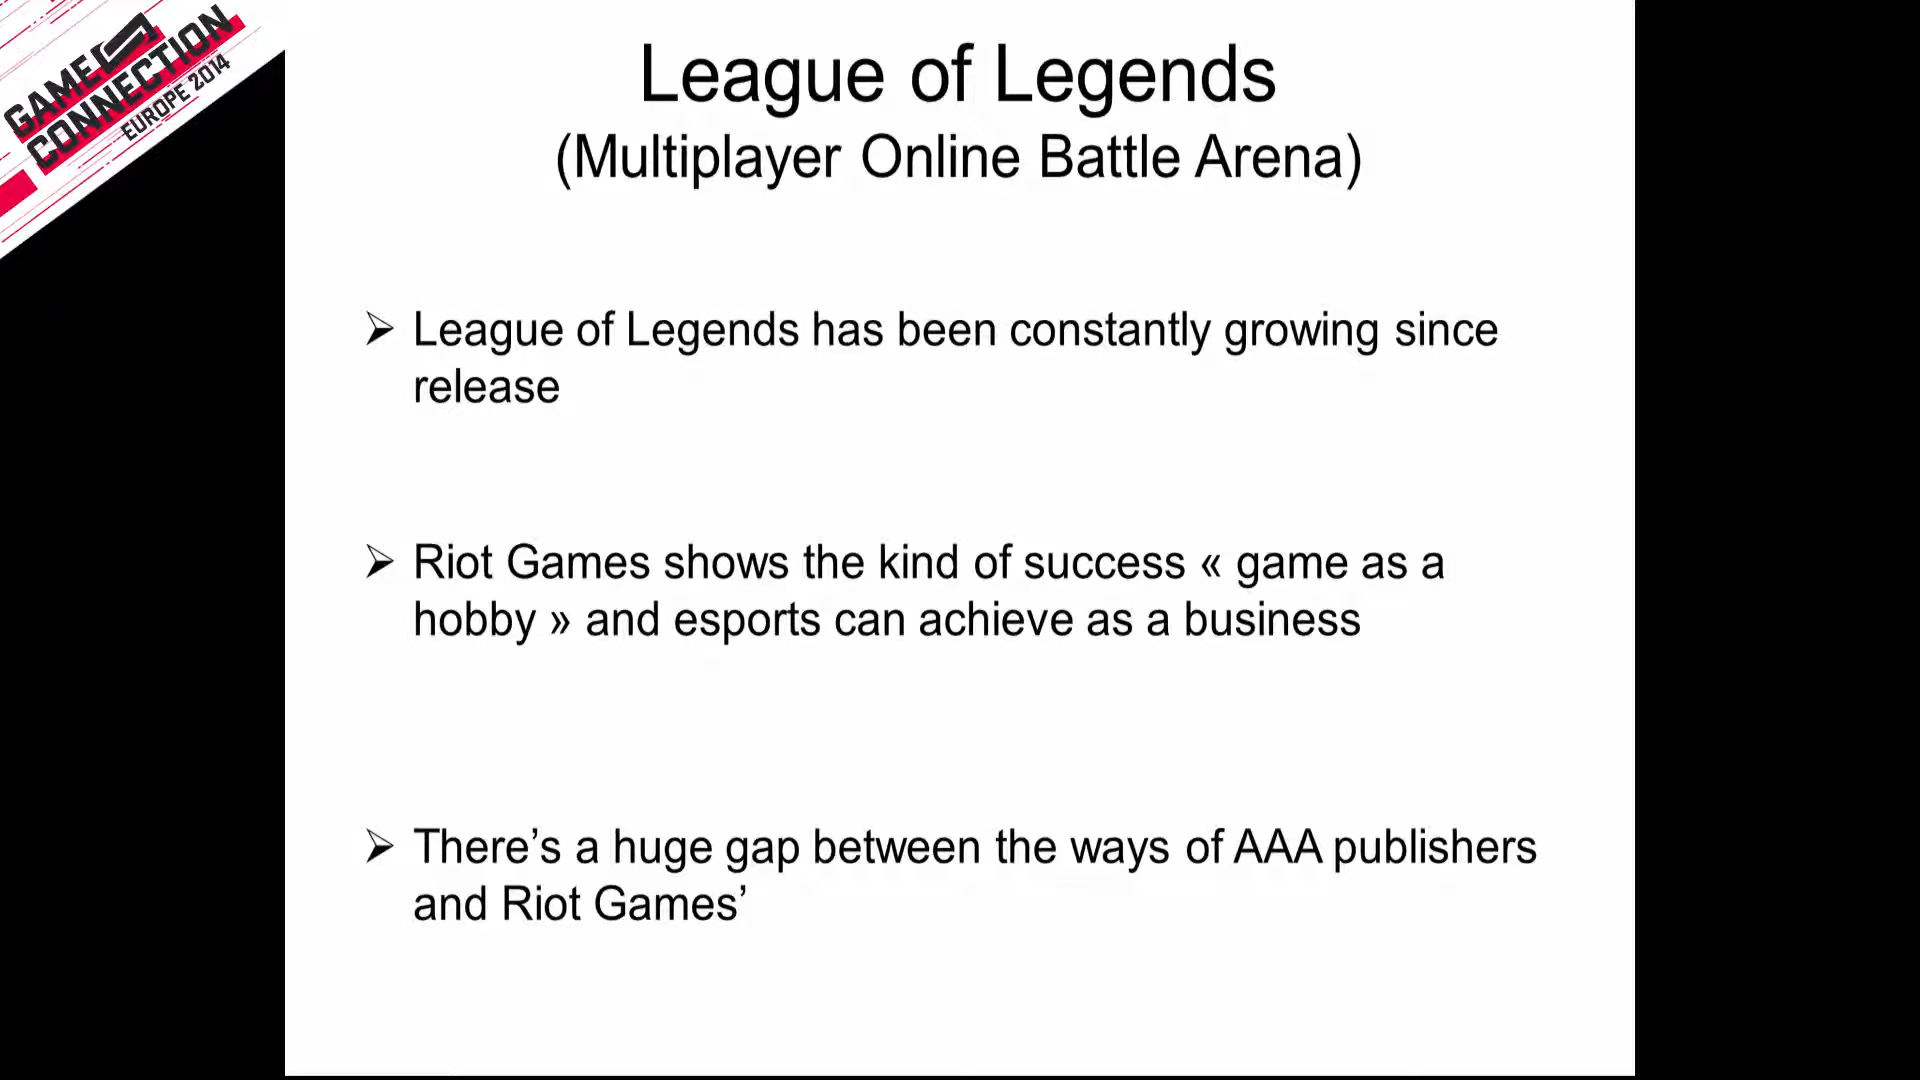 GAME
CONNECTION
EUROPE 2014
League of Legends
(Multiplayer Online Battle Arena)
➢ League of Legends has been constantly growing since
release
➢ Riot Games shows the kind of success « game as a
hobby » and esports can achieve as a business
➢ There’s a huge gap between the ways of AAA publishers
and Riot Games’